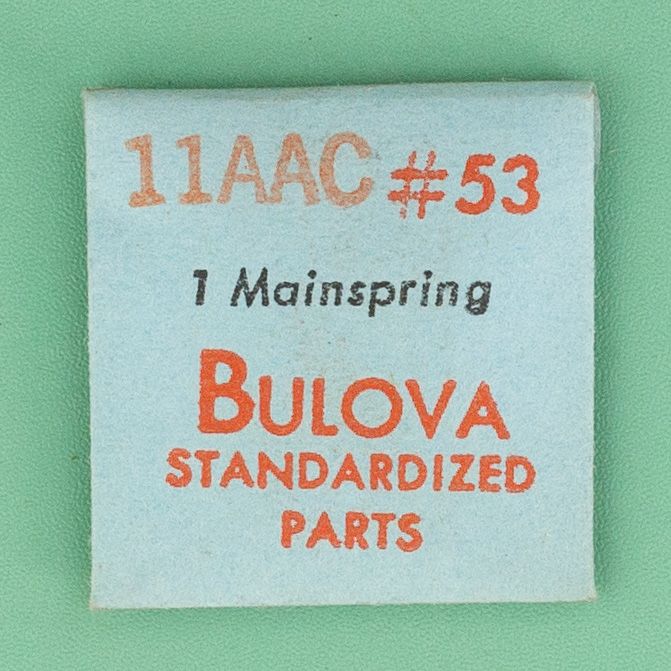 11AAC #53
1 Mainspring
BULOVA
STANDARDIZED
PARTS